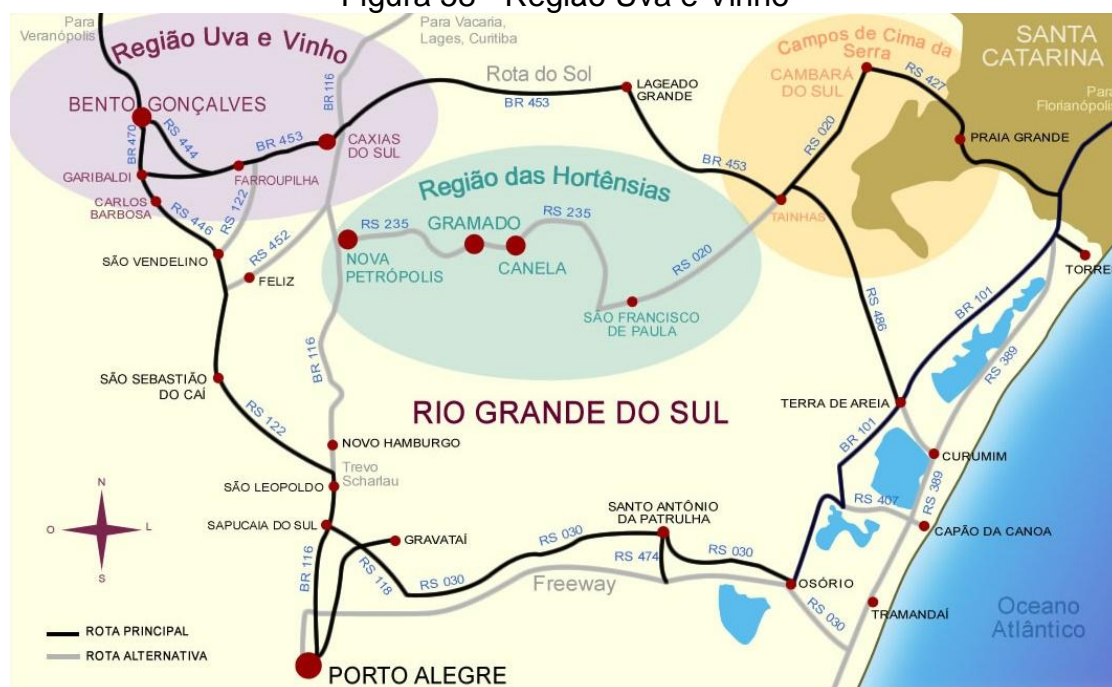 Figura 38 - Região Uva e Vinho
Para
Veranópolis
Para Vacaria,
Lages, Curitiba
Região Uva e Vinho
BR 116
Rota do Sol
BR 453
LAGEADO
GRANDE
Campos de Cima da
Serra
CAMBARÁ
DO SUL
RS 427
SANTA
CATARINA
Para
Florianópolis
BENTO GONÇALVES
BR 470
RS 444
BR 453
CAXIAS
DO SUL
GARIBALDI
FARROUPILHA
CARLOS
BARBOSA
RS 446
RS 122
RS 452
SÃO VENDELINO
FELIZ
Região das Hortênsias
RS 235
GRAMADO
RS 235
NOVA
PETRÓPOLIS
CANELA
RS 020
SÃO FRANCISCO
DE PAULA
BR 453
RS 020
TAINHAS
PRAIA GRANDE
TORRE
RS 486
BR 101
RS 389
BR 116
SÃO SEBASTIÃO
DO CAÍ
RS 122
RIO GRANDE DO SUL
TERRA DE AREIA
BR 101
CURUMIM
RS 389
NOVO HAMBURGO
Trevo
Scharlau
SÃO LEOPOLDO
SAPUCAIA DO SUL
GRAVATAÍ
SANTO ANTÔNIO
DA PATRULHA
RS 407
CAPÃO DA CANOA
N
O
L
S
BR 116
RS 118
RS 030
RS 030
RS 474
RS 030
Freeway
OSÓRIO
RS 030
TRAMANDAÍ
Oceano
Atlântico
ROTA PRINCIPAL
ROTA ALTERNATIVA
PORTO ALEGRE